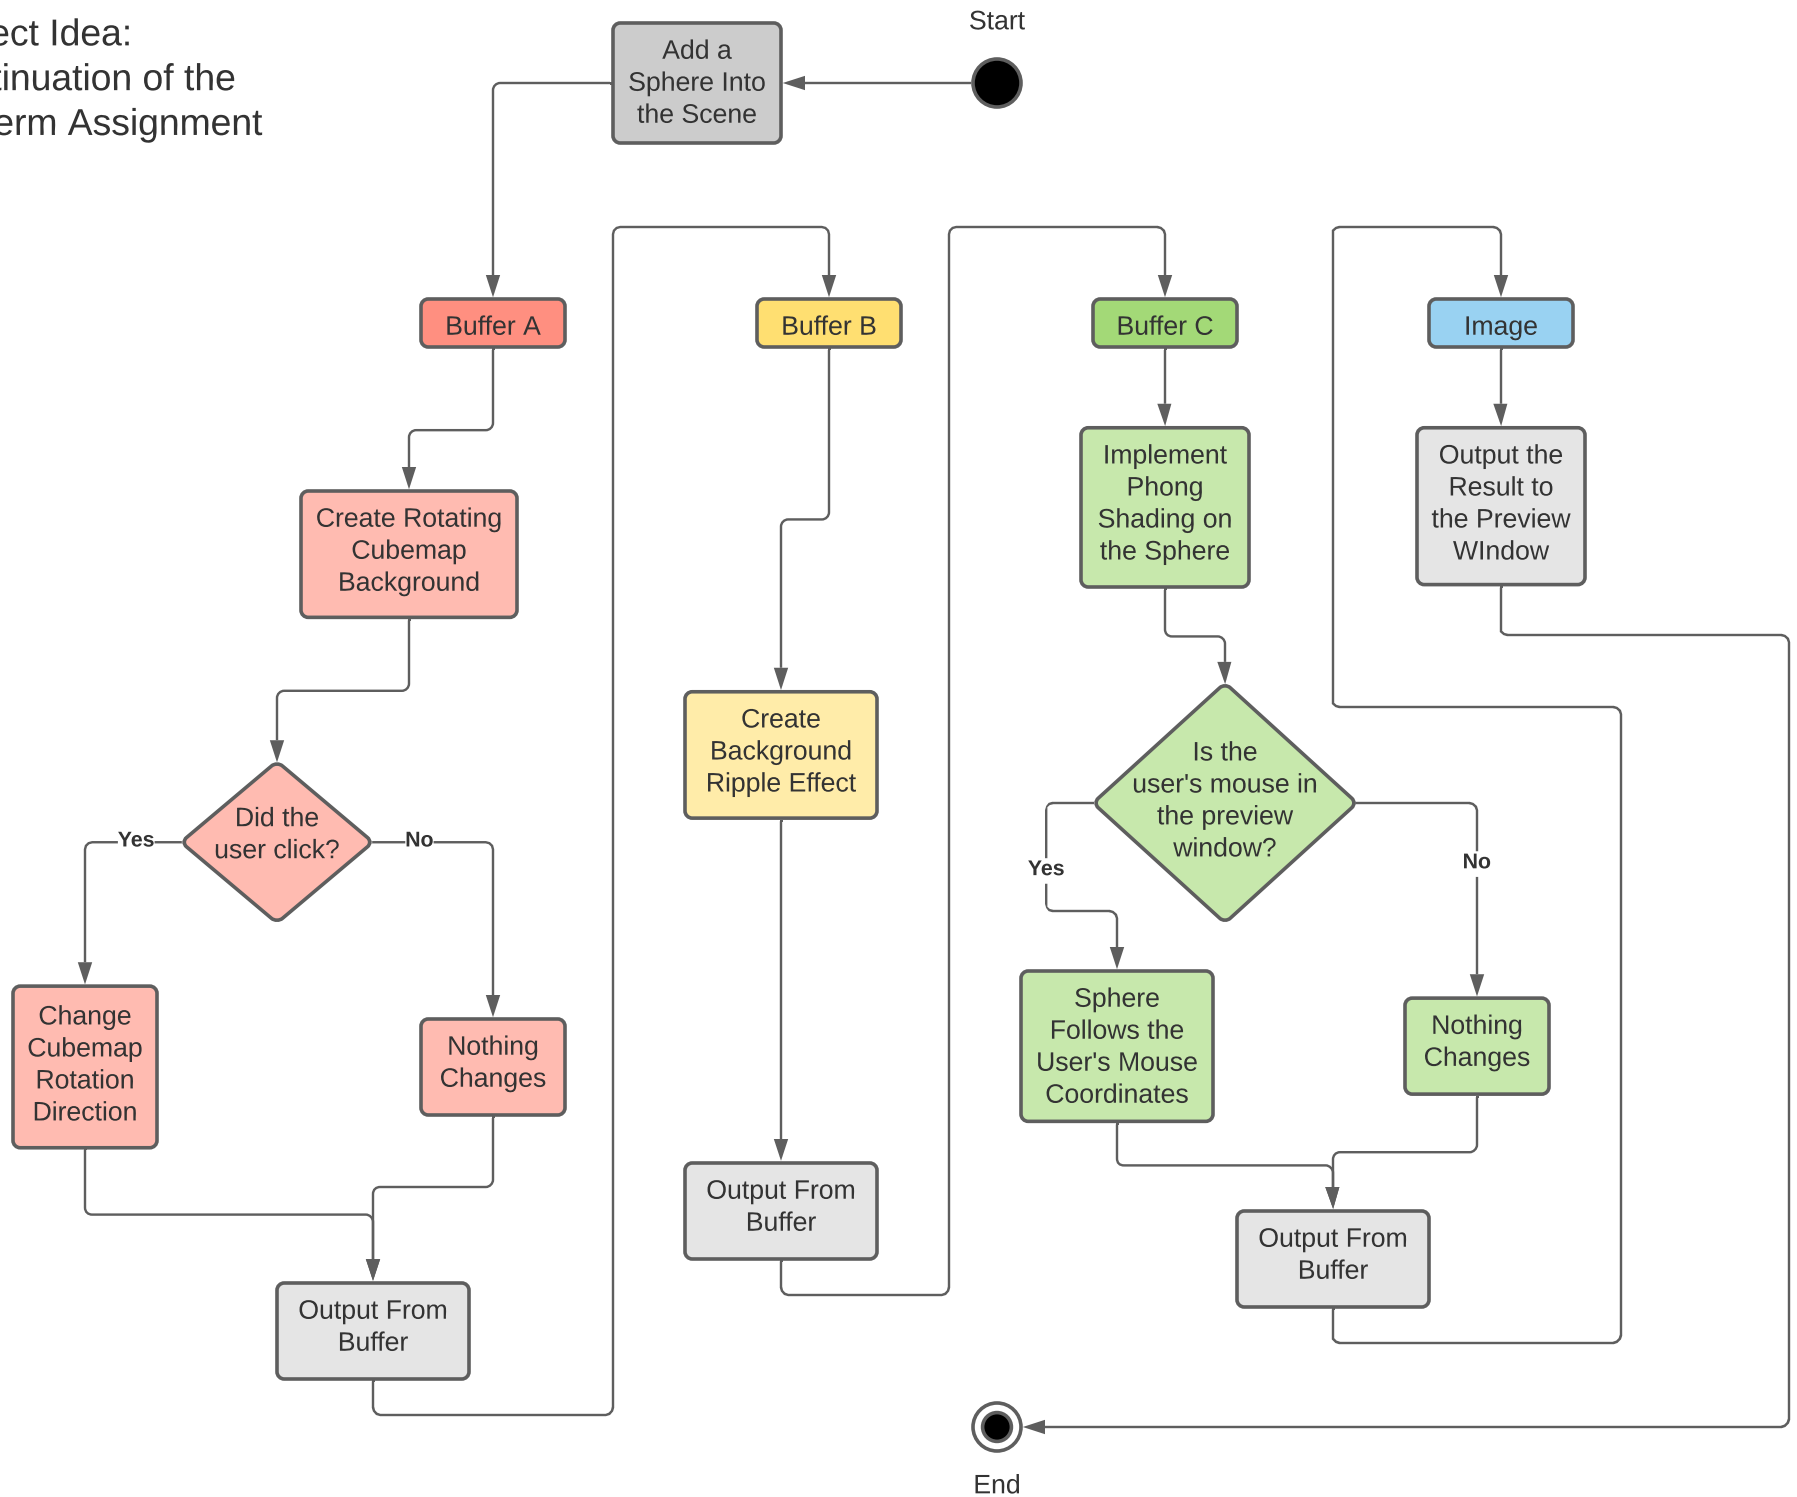 ect Idea:
tinuation of the
erm Assignment
Start
Add a
Sphere Into
the Scene
Buffer A
Create Rotating
Cubemap
Background
Did the
user click?
Yes
No
Change
Cubemap
Rotation
Direction
Nothing
Changes
Output From
Buffer
Buffer B
Create
Background
Ripple Effect
Output From
Buffer
Buffer C
Implement
Phong
Shading on
the Sphere
Is the
user's mouse in
the preview
window?
Yes
No
Sphere
Follows the
User's Mouse
Coordinates
Nothing
Changes
Output From
Buffer
Image
Output the
Result to
the Preview
WIndow
End